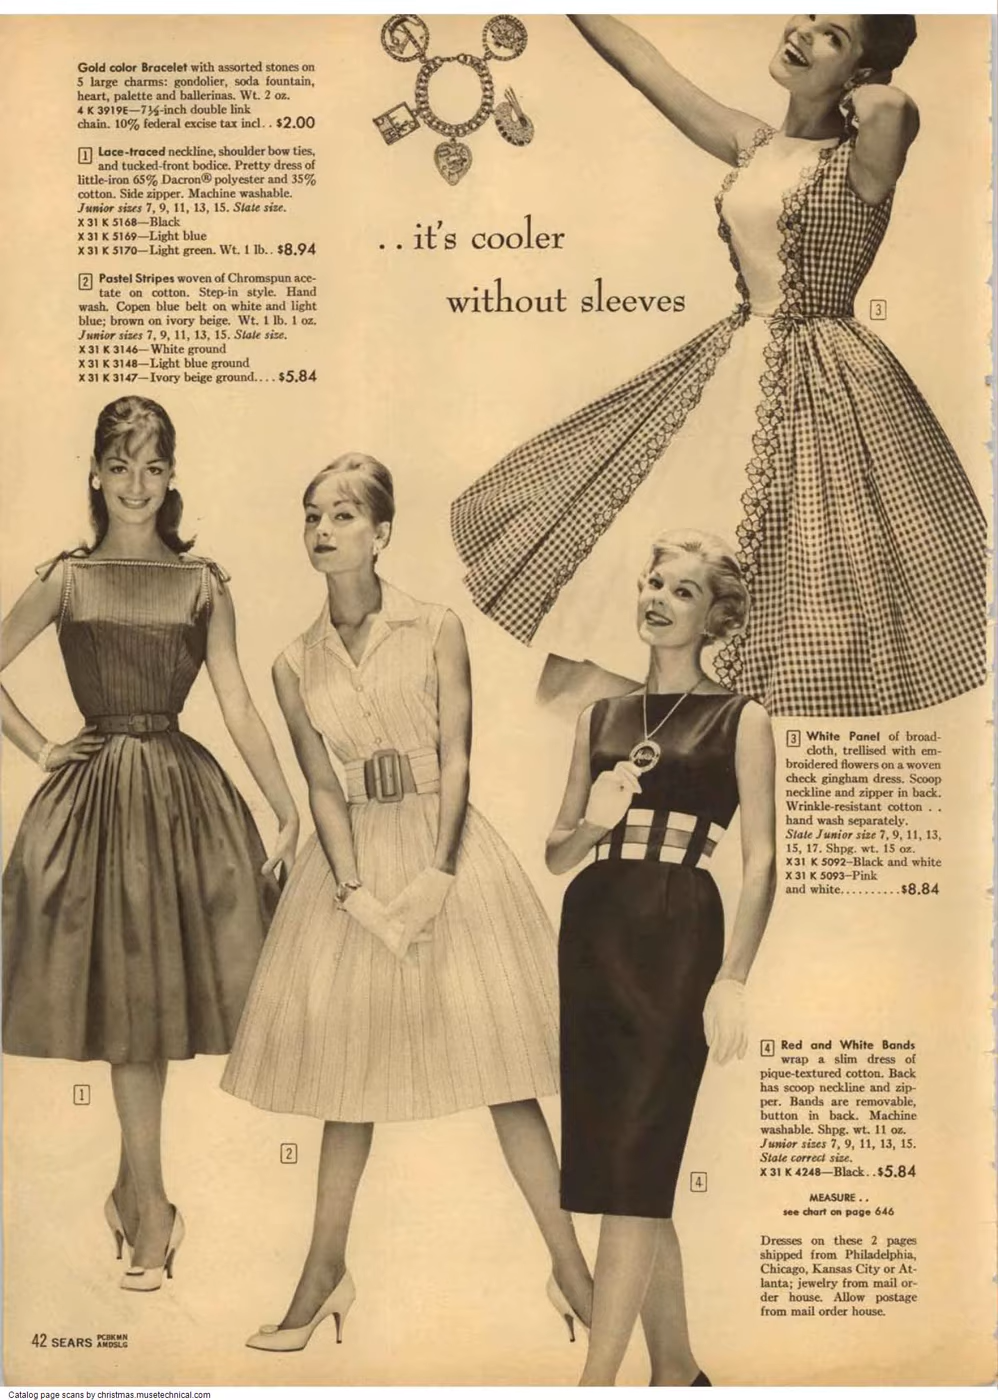 Gold color Bracelet with assorted stones on
5 large charms: gondolier, soda fountain,
heart, palette and ballerinas. Wt. 2 oz.
4 K 3919E—7½-inch double link
chain. 10% federal excise tax incl.. $2.00
1 Lace-traced neckline, shoulder bow ties,
and tucked-front bodice. Pretty dress of
little-iron 65% Dacron® polyester and 35%
cotton. Side zipper. Machine washable.
Junior sizes 7, 9, 11, 13, 15. State size.
X 31 K 5168—Black
X 31 K 5169—Light blue
X 31 K 5170—Light green. Wt. 1 lb.. $8.94
2 Pastel Stripes woven of Chromspun ace-
tate on cotton. Step-in style. Hand
wash. Copen blue belt on white and light
blue; brown on ivory beige. Wt. 1 lb. 1 oz.
Junior sizes 7, 9, 11, 13, 15. State size.
X 31 K 3146—White ground
X 31 K 3148—Light blue ground
X 31 K 3147—Ivory beige ground.... $5.84
. . it's cooler
without sleeves
3
3 White Panel of broad-
cloth, trellised with em-
broidered flowers on a woven
check gingham dress. Scoop
neckline and zipper in back.
Wrinkle-resistant cotton . .
hand wash separately.
State Junior size 7, 9, 11, 13,
15, 17. Shpg. wt. 15 oz.
X31 K 5092—Black and white
X 31 K 5093—Pink
and white..........$8.84
4 Red and White Bands
wrap a slim dress of
pique-textured cotton. Back
has scoop neckline and zip-
per. Bands are removable,
button in back. Machine
washable. Shpg. wt. 11 oz.
Junior sizes 7, 9, 11, 13, 15.
State correct size.
X 31 K 4248—Black..$5.84
MEASURE . .
see chart on page 646
Dresses on these 2 pages
shipped from Philadelphia,
Chicago, Kansas City or At-
lanta; jewelry from mail or-
der house. Allow postage
from mail order house.
1
2
4
42 SEARS PCBKMN
AMDSLG
Catalog page scans by christmas.musetechnical.com